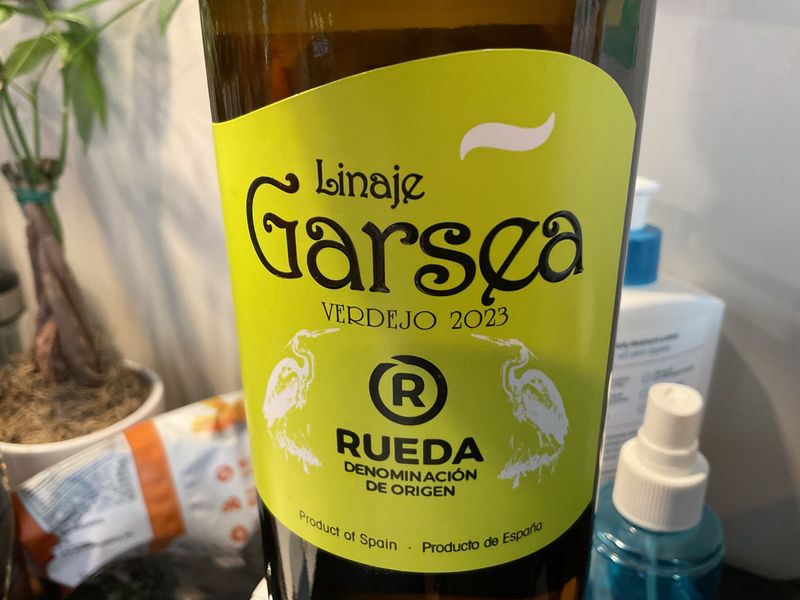 Linaje
Garsea
VERDEJO 2023
R
RUEDA
DENOMINACIÓN
DE ORIGEN
Product of Spain · Producto de España